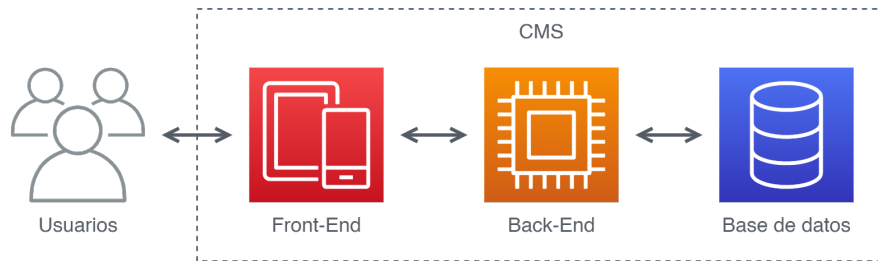 CMS
Usuarios
Front-End
Back-End
Base de datos